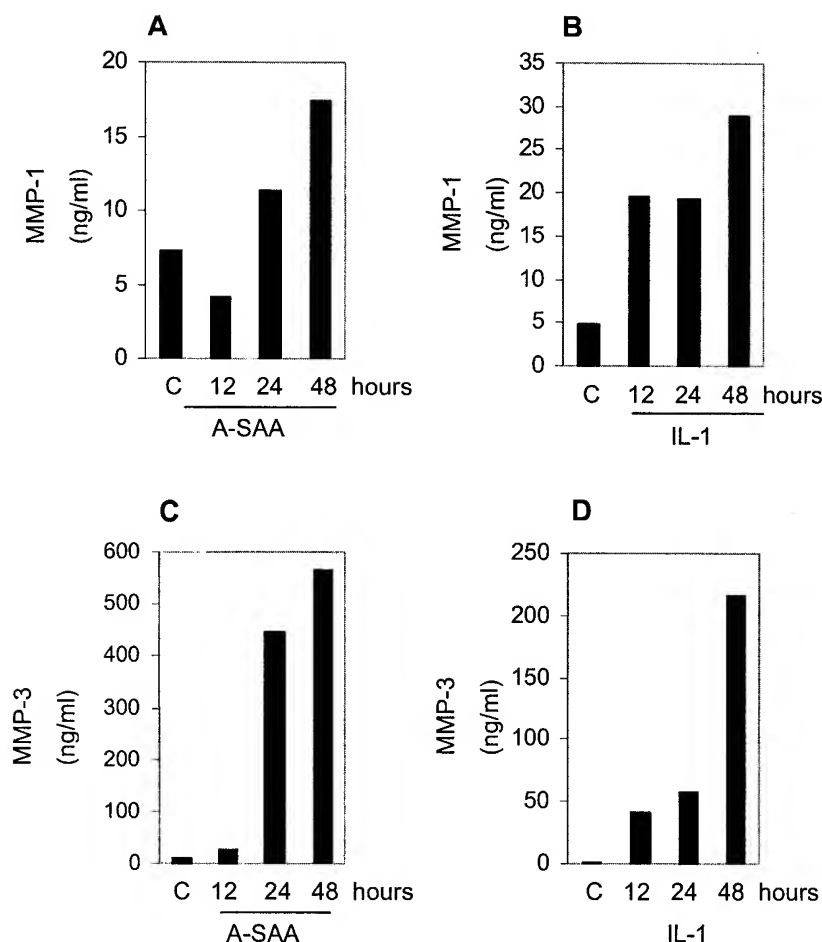 A
20
15
10
5
0
MMP-1
(ng/ml)
C 12 24 48 hours
A-SAA
B
35
30
25
20
15
10
5
0
MMP-1
(ng/ml)
C 12 24 48 hours
IL-1
C
600
500
400
300
200
100
0
MMP-3
(ng/ml)
C 12 24 48 hours
A-SAA
D
250
200
150
100
50
0
MMP-3
(ng/ml)
C 12 24 48 hours
IL-1